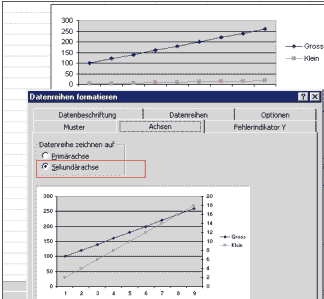 300
250
200
150
100
50
0
Gross
Klein
Datenreihen formatieren
Datenbeschriftung Datenreihen Optionen
Muster Achsen Fehlerindikator Y
Datenreihe zeichnen auf
Primärachse
Sekundärachse
300 20
18
250 16
200 14
12
150 10
100 8
6
50 4
2
0 0
Gross
Klein
1 2 3 4 5 6 7 8 9